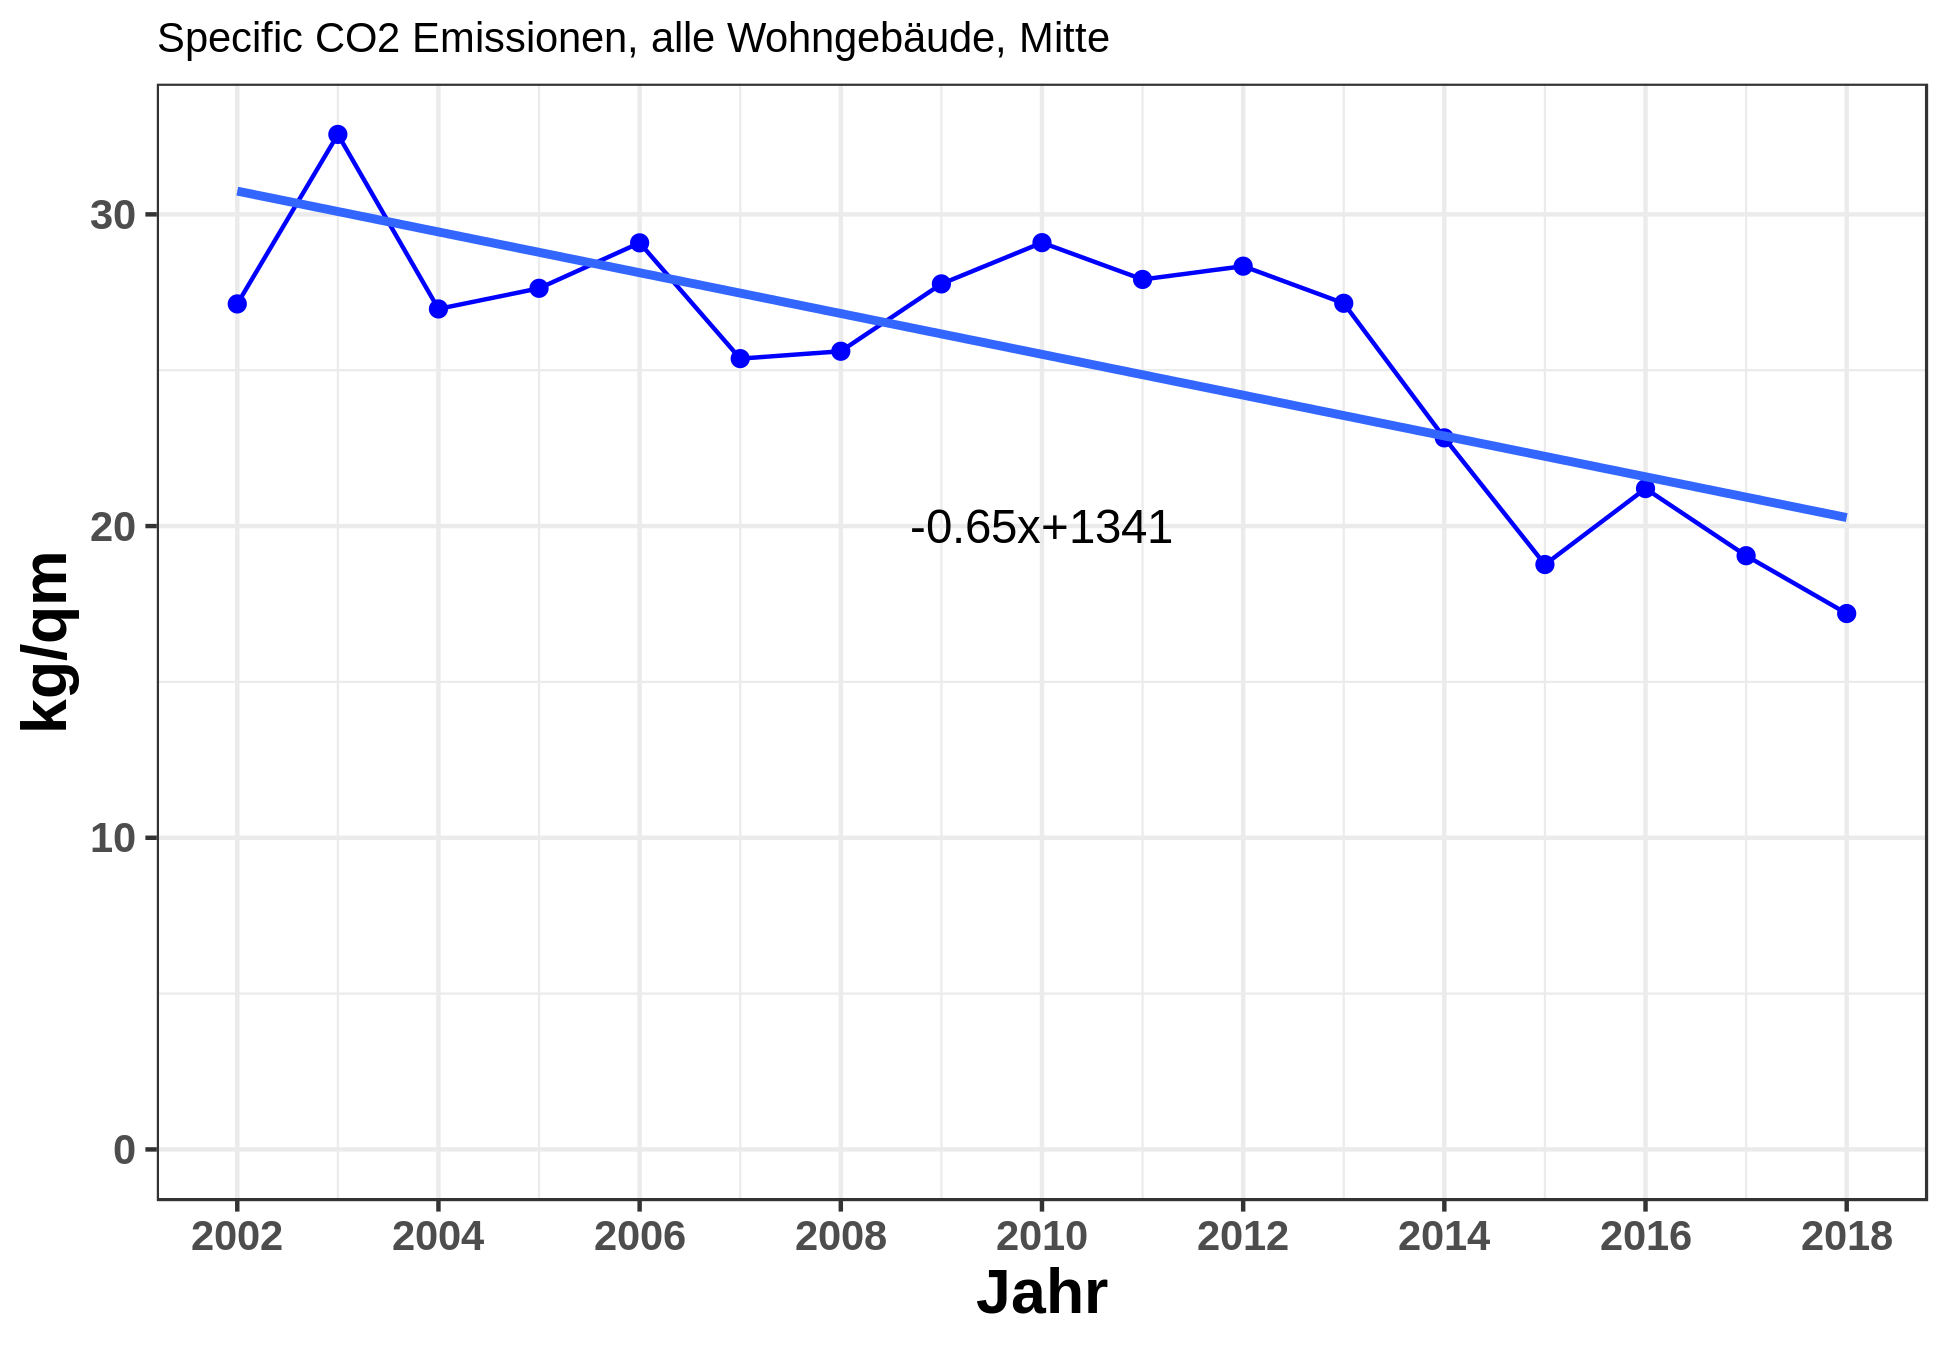 Specific CO2 Emissionen, alle Wohngebäude, Mitte
kg/qm
30
20
10
0
-0.65x+1341
2002 2004 2006 2008 2010 2012 2014 2016 2018
Jahr